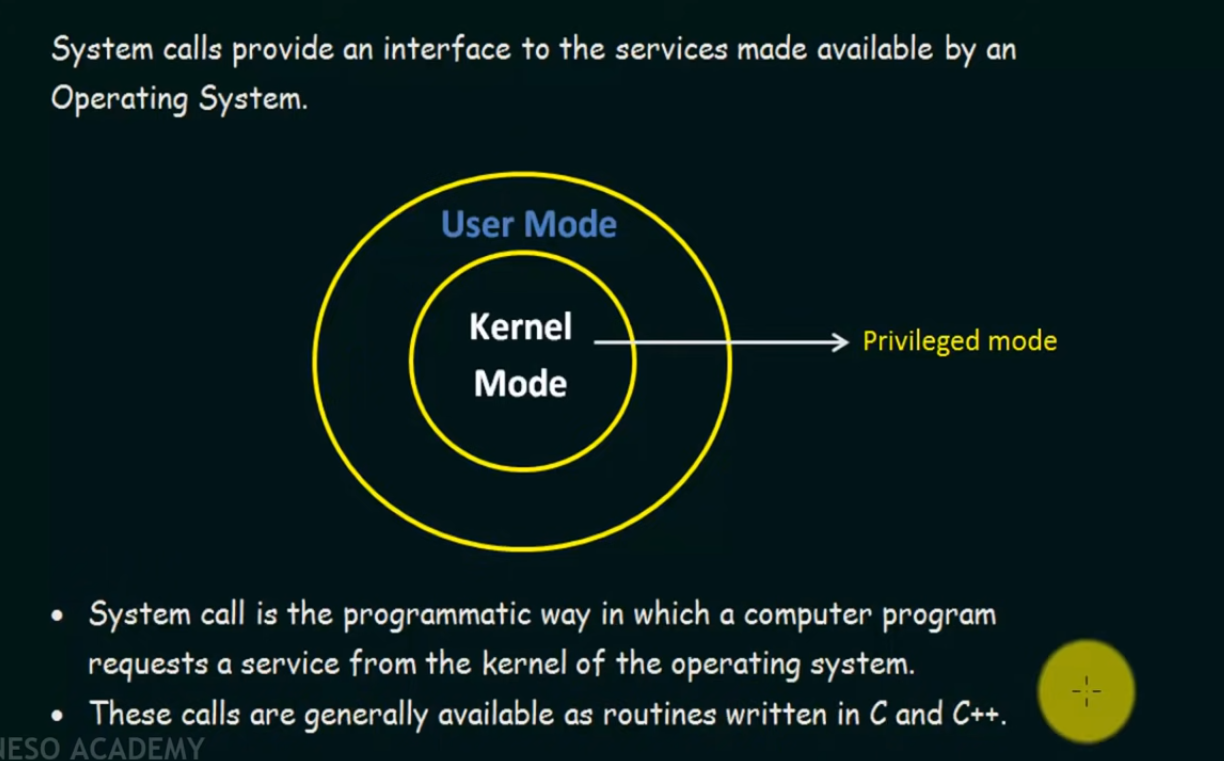 System calls provide an interface to the services made available by an
Operating System.
User Mode
Kernel
Mode
Privileged mode
• System call is the programmatic way in which a computer program
requests a service from the kernel of the operating system.
• These calls are generally available as routines written in C and C++.
NESO ACADEMY